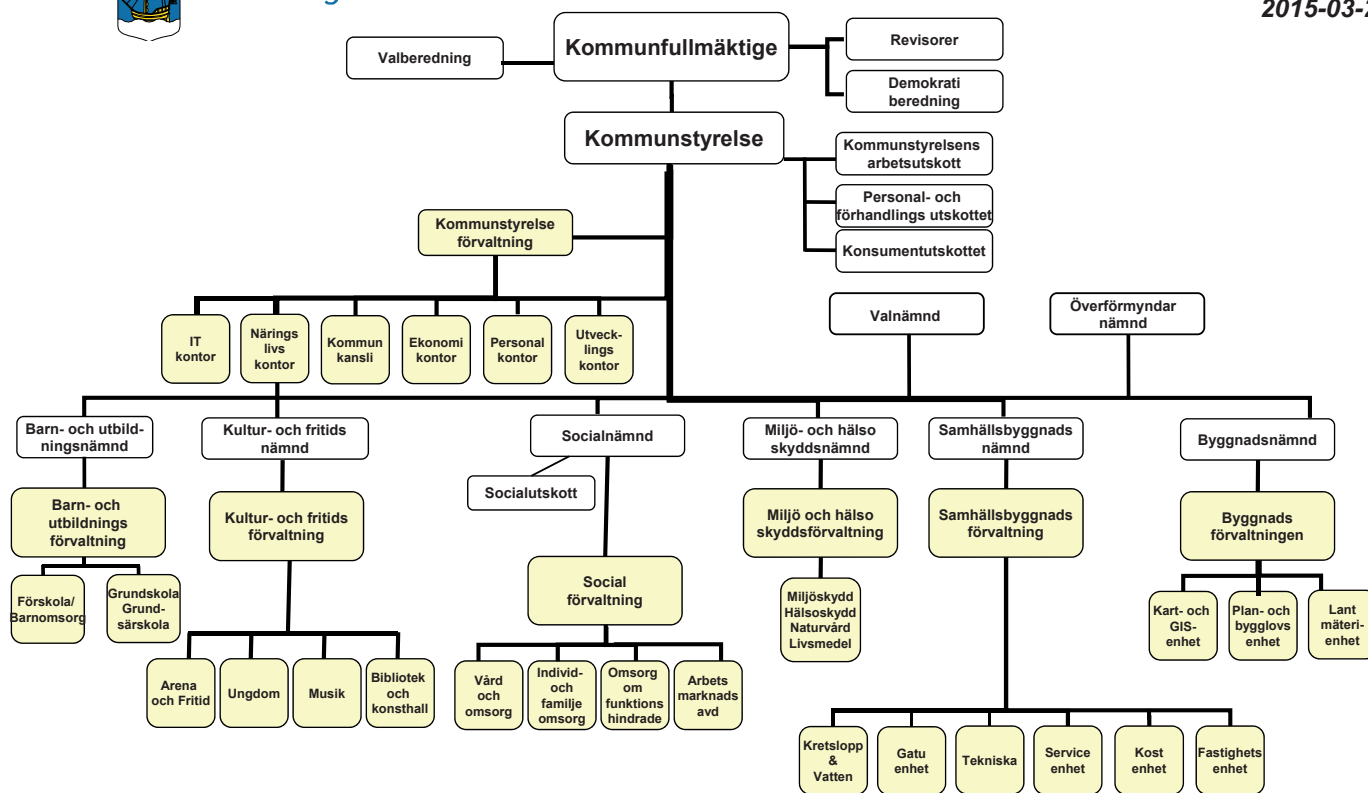 2015-03-2
Kommunfullmäktige
Valberedning
Revisorer
Demokrati
beredning
Kommunstyrelse
Kommunstyrelsens
arbetsutskott
Personal- och
förhandlings utskottet
Konsumentutskottet
Kommunstyrelse
förvaltning
Valnämnd
Överförmyndar
nämnd
IT
kontor
Närings
livs
kontor
Kommun
kansli
Ekonomi
kontor
Personal
kontor
Utveck-
lings
kontor
Barn- och utbild-
ningsnämnd
Kultur- och fritids
nämnd
Socialnämnd
Miljö- och hälso
skyddsnämnd
Samhällsbyggnads
nämnd
Byggnadsnämnd
Socialutskott
Barn- och
utbildnings
förvaltning
Kultur- och fritids
förvaltning
Social
förvaltning
Miljö och hälso
skyddsförvaltning
Samhällsbyggnads
förvaltning
Byggnads
förvaltningen
Förskola/
Barnomsorg
Grundskola
Grund-
särskola
Miljöskydd
Hälsoskydd
Naturvård
Livsmedel
Kart- och
GIS-
enhet
Plan- och
bygglovs
enhet
Lant
mäteri-
enhet
Arena
och Fritid
Ungdom
Musik
Bibliotek
och
konsthall
Vård
och
omsorg
Individ-
och
familje
omsorg
Omsorg
om
funktions
hindrade
Arbets
marknads
avd
Kretslopp
&
Vatten
Gatu
enhet
Tekniska
Service
enhet
Kost
enhet
Fastighets
enhet